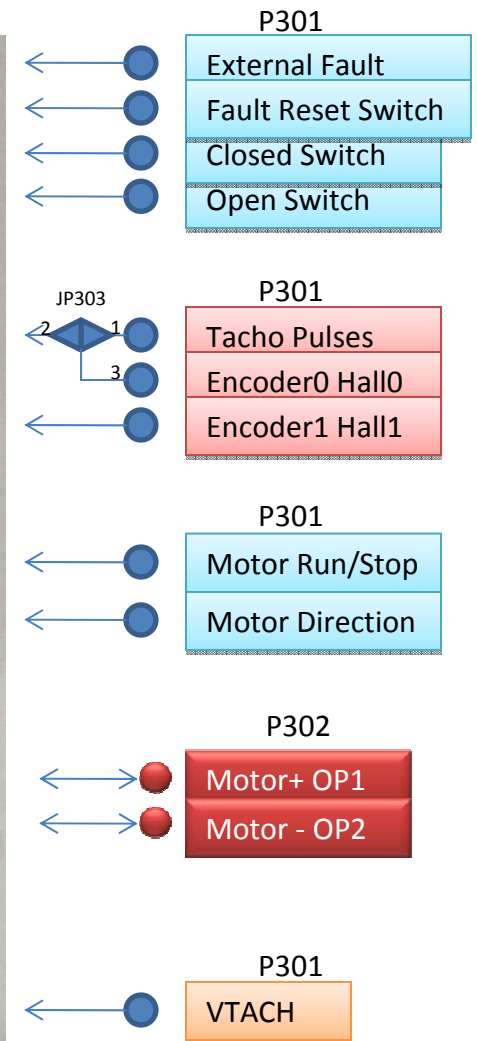 P301
External Fault
Fault Reset Switch
Closed Switch
Open Switch
JP303
P301
2 1 Tacho Pulses
3 Encoder0 Hall0
Encoder1 Hall1
P301
Motor Run/Stop
Motor Direction
P302
Motor+ OP1
Motor - OP2
P301
VTACH